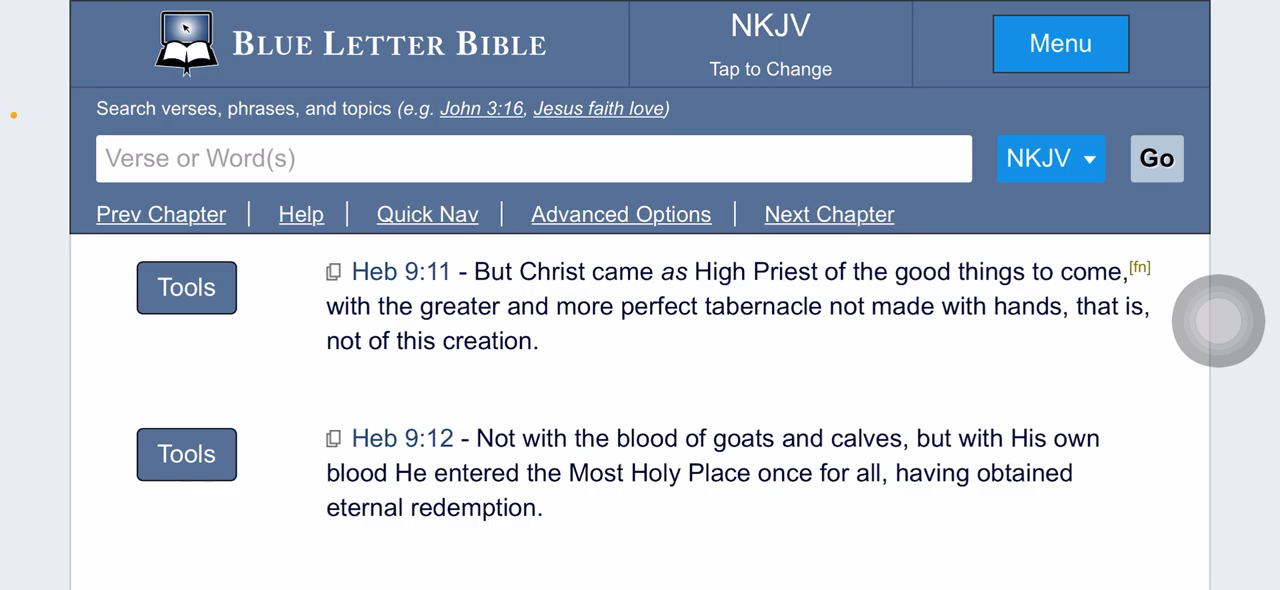 BLUE LETTER BIBLE
NKJV
Tap to Change
Menu
Search verses, phrases, and topics (e.g. John 3:16, Jesus faith love)
Verse or Word(s)
NKJV
Go
Prev Chapter | Help | Quick Nav | Advanced Options | Next Chapter
Tools
Heb 9:11 - But Christ came as High Priest of the good things to come,[fn]
with the greater and more perfect tabernacle not made with hands, that is,
not of this creation.
Tools
Heb 9:12 - Not with the blood of goats and calves, but with His own
blood He entered the Most Holy Place once for all, having obtained
eternal redemption.